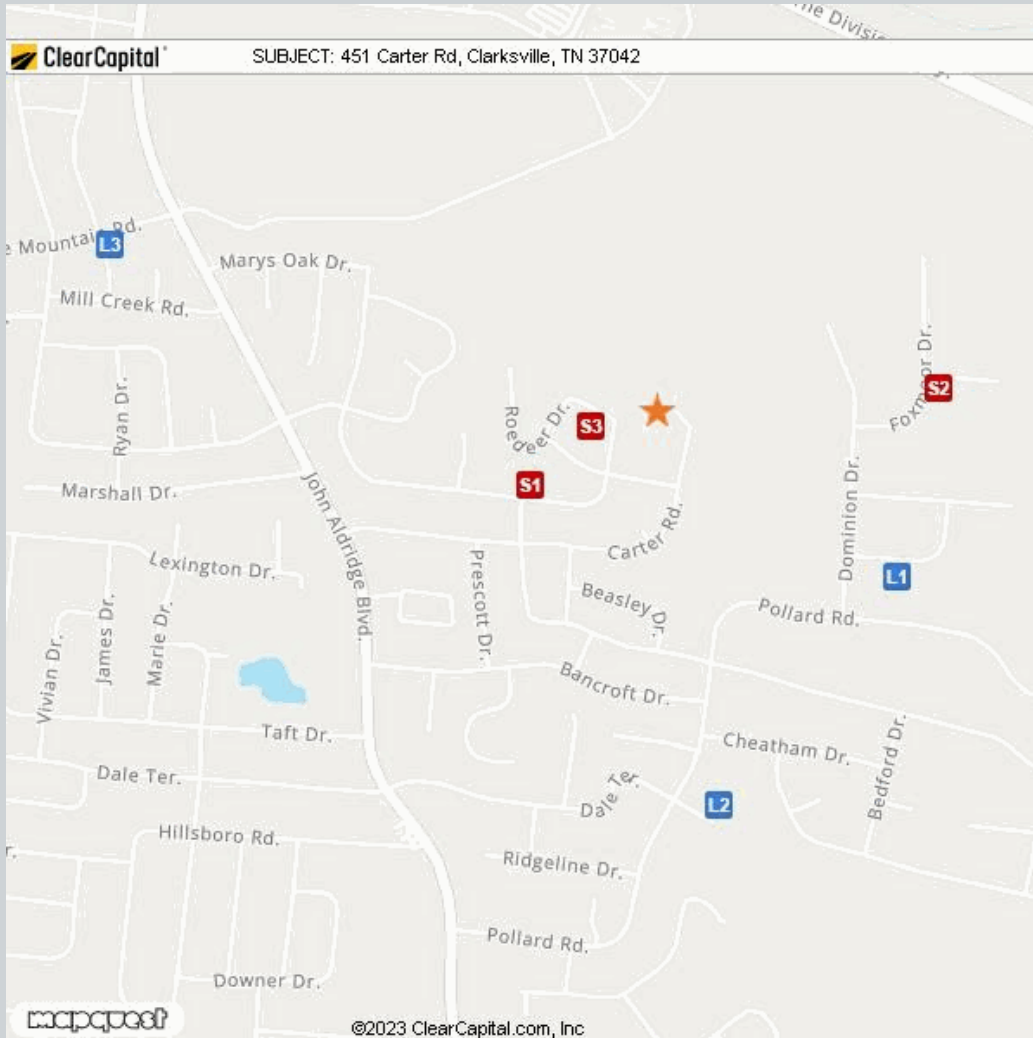 ClearCapital
SUBJECT: 451 Carter Rd, Clarksville, TN 37042
Mountain Rd.
L3
Marys Oak Dr.
Mill Creek Rd.
Ryan Dr.
Roedeer Dr.
S3
S2
Foxmoor Dr.
S1
Marshall Dr.
John Aldridge Blvd.
Carter Rd.
Dominion Dr.
Lexington Dr.
Prescott Dr.
L1
Beasley Dr.
Pollard Rd.
James Dr.
Marie Dr.
Vivian Dr.
Bancroft Dr.
Taft Dr.
Cheatham Dr.
Bedford Dr.
Dale Ter.
Dale Ter.
L2
Hillsboro Rd.
Ridgeline Dr.
Pollard Rd.
Downer Dr.
mapquest
©2023 ClearCapital.com, Inc